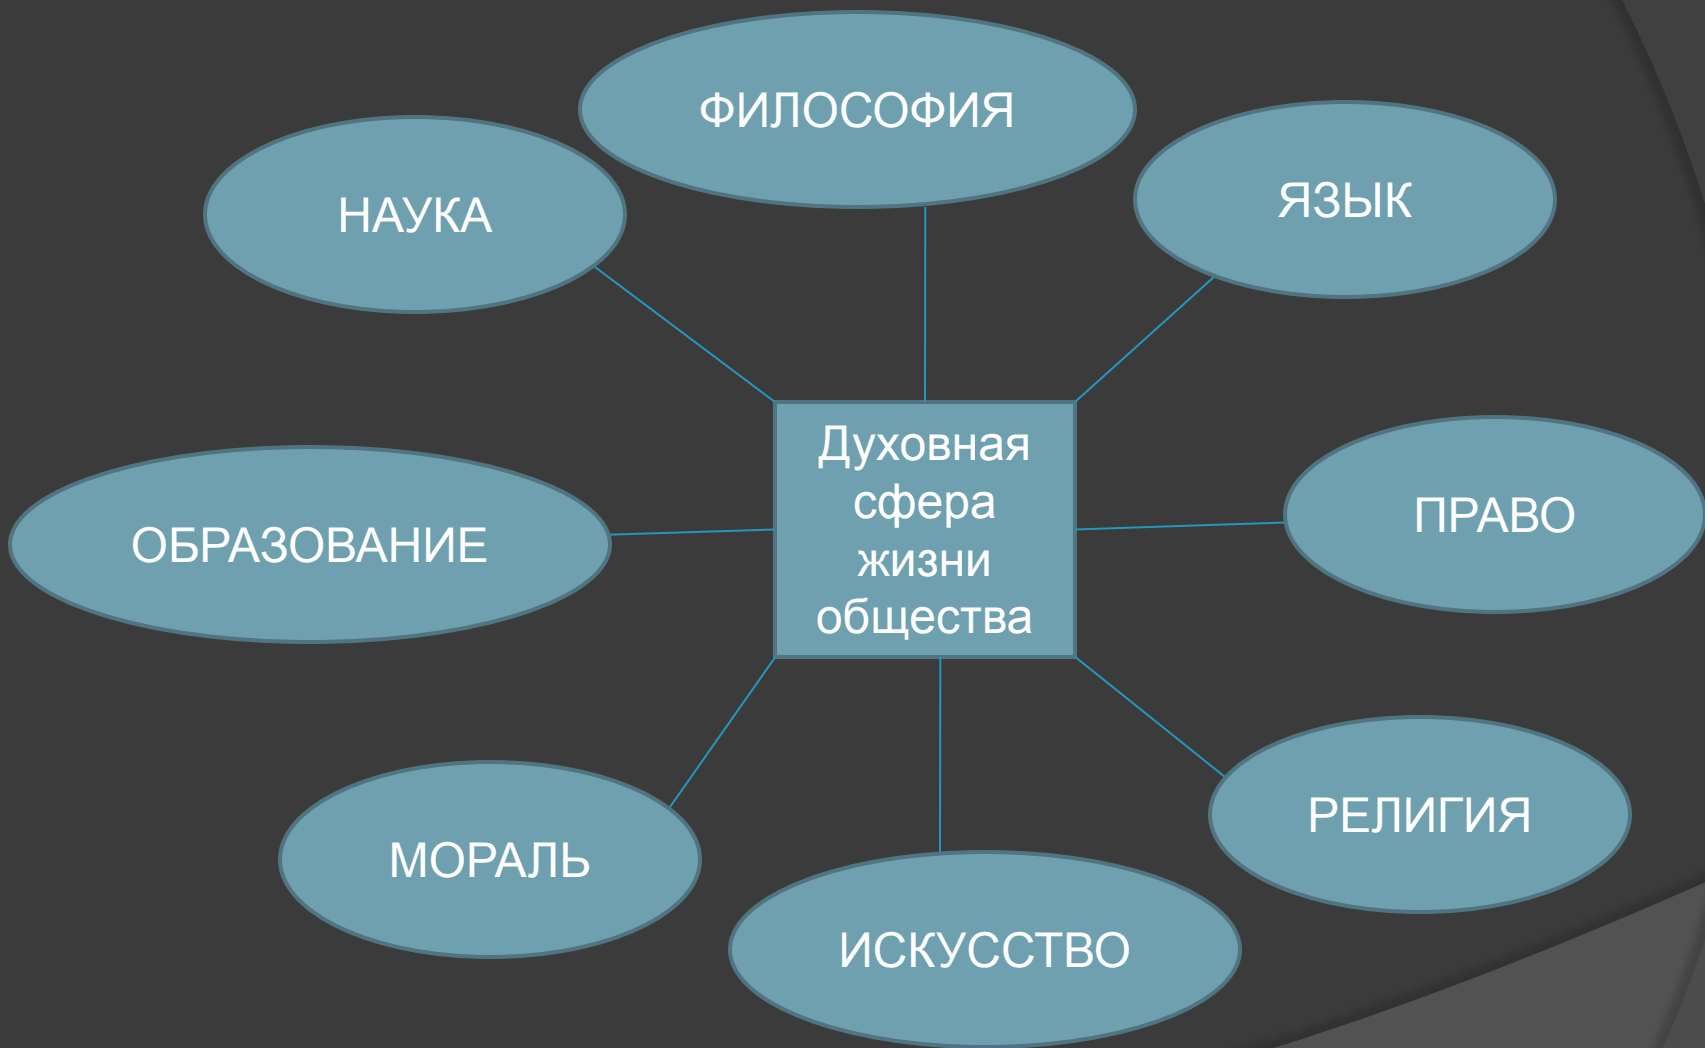 ФИЛОСОФИЯ
ЯЗЫК
НАУКА
Духовная
сфера
жизни
общества
ПРАВО
ОБРАЗОВАНИЕ
РЕЛИГИЯ
МОРАЛЬ
ИСКУССТВО